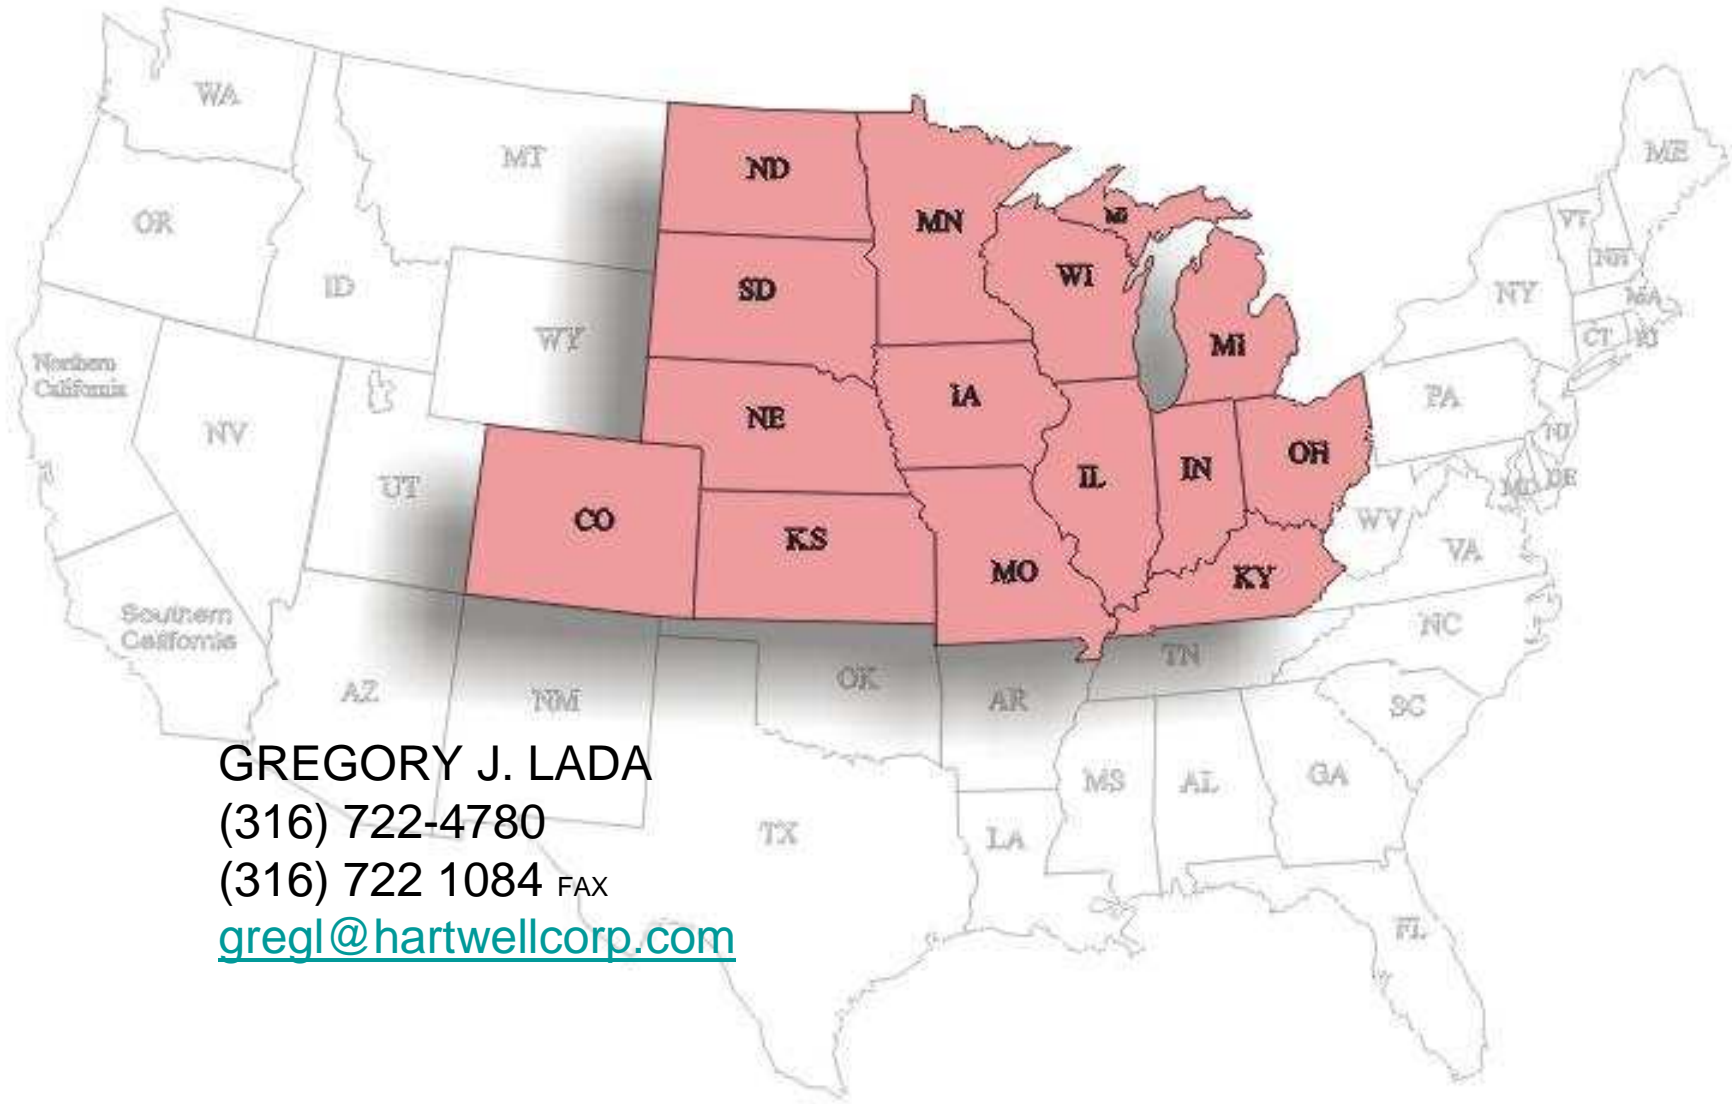 WA
MT
ND
MN
ME
OR
ID
SD
WI
MI
MI
VT
NH
NY
MA
CT
RI
WY
Northern
California
NV
UT
NE
IA
IL
IN
OH
PA
NJ
MD
DE
CO
KS
MO
KY
WV
VA
Southern
California
AZ
NM
OK
AR
TN
NC
SC
GREGORY J. LADA
(316) 722-4780
(316) 722 1084 FAX
gregl@hartwellcorp.com
TX
LA
MS
AL
GA
FL